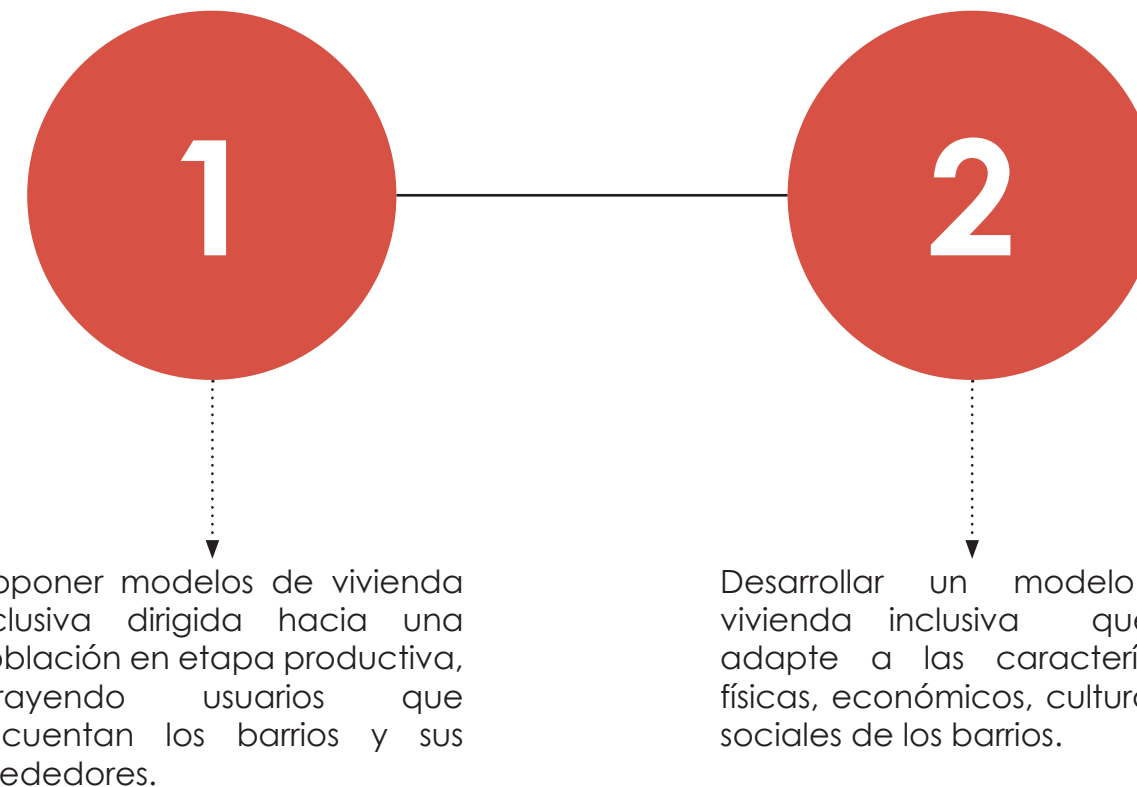 1
2
oponer modelos de vivienda
clusiva dirigida hacia una
oblación en etapa productiva,
rayendo usuarios que
cuentan los barrios y sus
ededores.
Desarrollar un modelo
vivienda inclusiva que
adapte a las caracterí
físicas, económicos, cultura
sociales de los barrios.